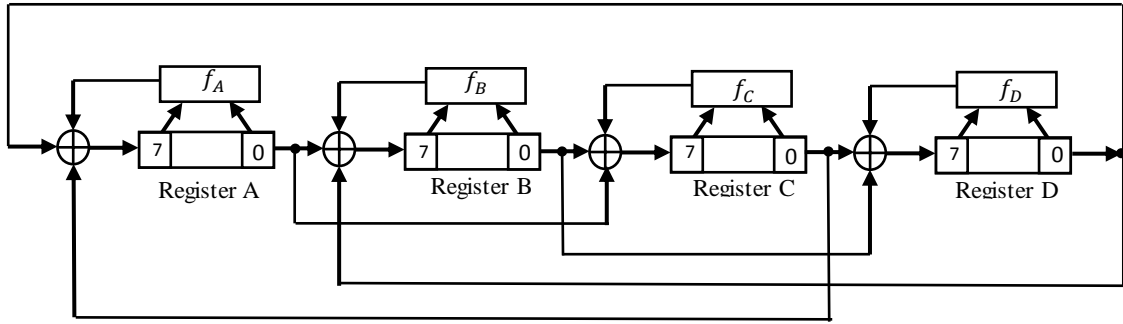 f_A
f_B
f_C
f_D
7 0
7 0
7 0
7 0
Register A
Register B
Register C
Register D